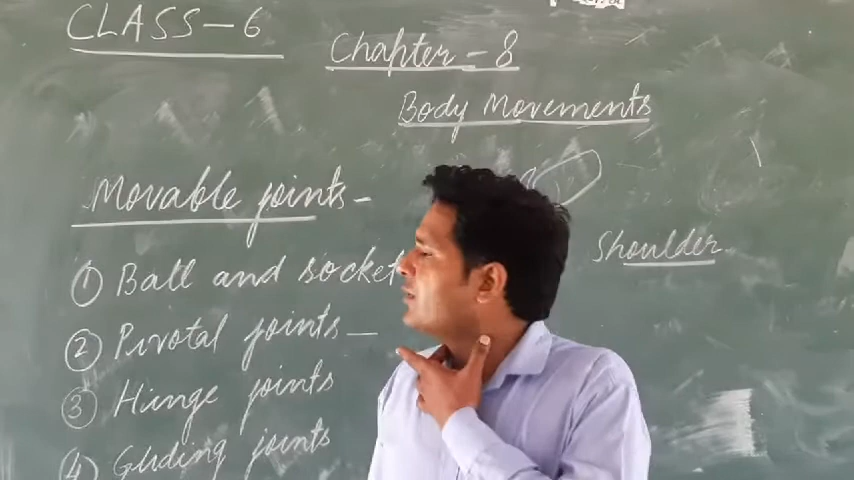 CLASS - 6
Chapter - 8
Body Movements
Movable joints -
Shoulder
① Ball and socket
② Pivotal joints -
③ Hinge joints
④ Gliding joints